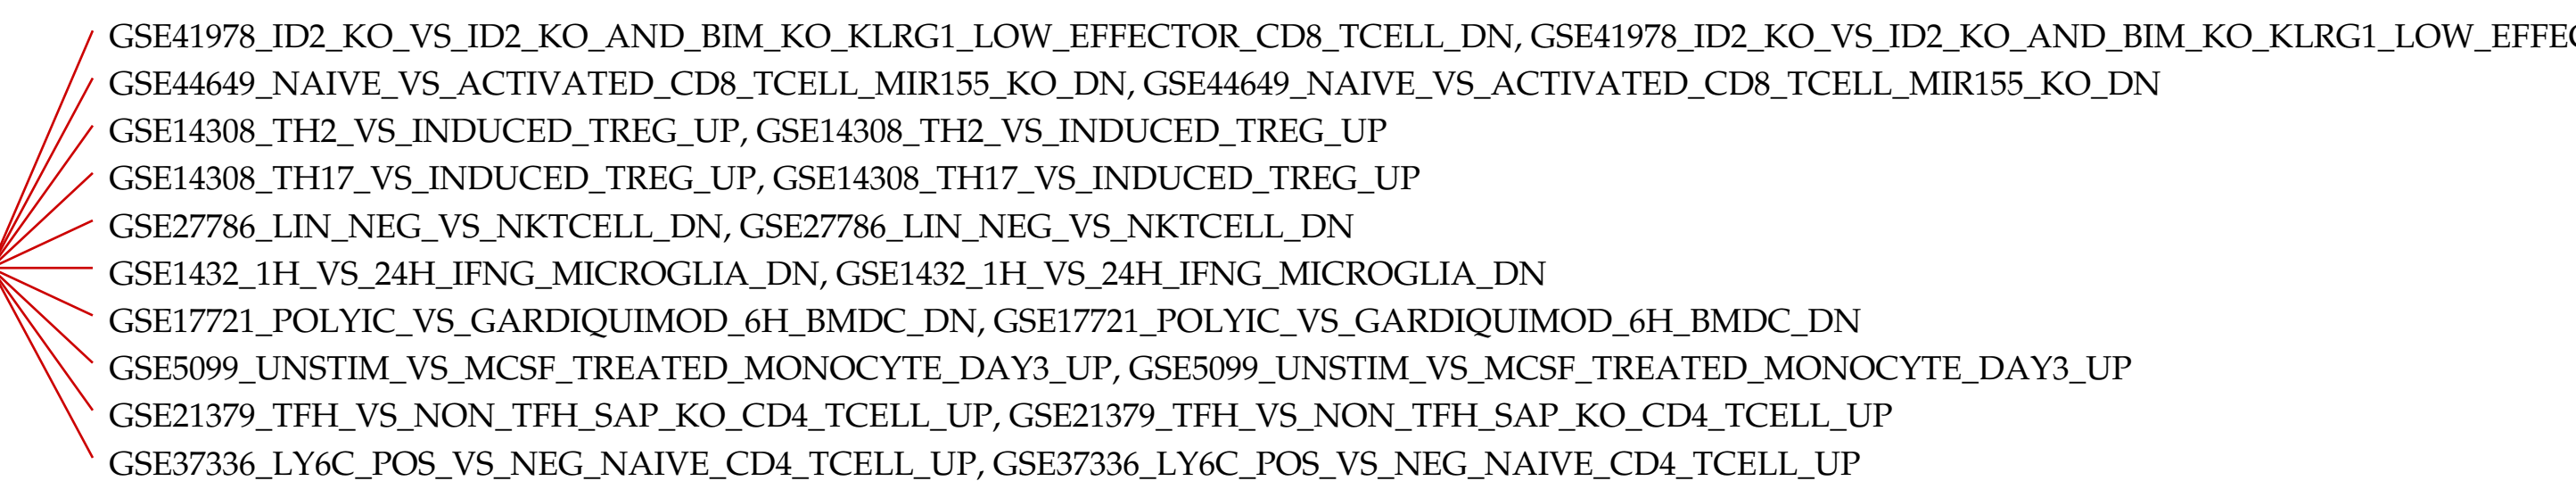 GSE41978_ID2_KO_VS_ID2_KO_AND_BIM_KO_KLRG1_LOW_EFFECTOR_CD8_TCELL_DN, GSE41978_ID2_KO_VS_ID2_KO_AND_BIM_KO_KLRG1_LOW_EFFE
GSE44649_NAIVE_VS_ACTIVATED_CD8_TCELL_MIR155_KO_DN, GSE44649_NAIVE_VS_ACTIVATED_CD8_TCELL_MIR155_KO_DN
GSE14308_TH2_VS_INDUCED_TREG_UP, GSE14308_TH2_VS_INDUCED_TREG_UP
GSE14308_TH17_VS_INDUCED_TREG_UP, GSE14308_TH17_VS_INDUCED_TREG_UP
GSE27786_LIN_NEG_VS_NKTCELL_DN, GSE27786_LIN_NEG_VS_NKTCELL_DN
GSE1432_1H_VS_24H_IFNG_MICROGLIA_DN, GSE1432_1H_VS_24H_IFNG_MICROGLIA_DN
GSE17721_POLYIC_VS_GARDIQUIMOD_6H_BMDC_DN, GSE17721_POLYIC_VS_GARDIQUIMOD_6H_BMDC_DN
GSE5099_UNSTIM_VS_MCSF_TREATED_MONOCYTE_DAY3_UP, GSE5099_UNSTIM_VS_MCSF_TREATED_MONOCYTE_DAY3_UP
GSE21379_TFH_VS_NON_TFH_SAP_KO_CD4_TCELL_UP, GSE21379_TFH_VS_NON_TFH_SAP_KO_CD4_TCELL_UP
GSE37336_LY6C_POS_VS_NEG_NAIVE_CD4_TCELL_UP, GSE37336_LY6C_POS_VS_NEG_NAIVE_CD4_TCELL_UP